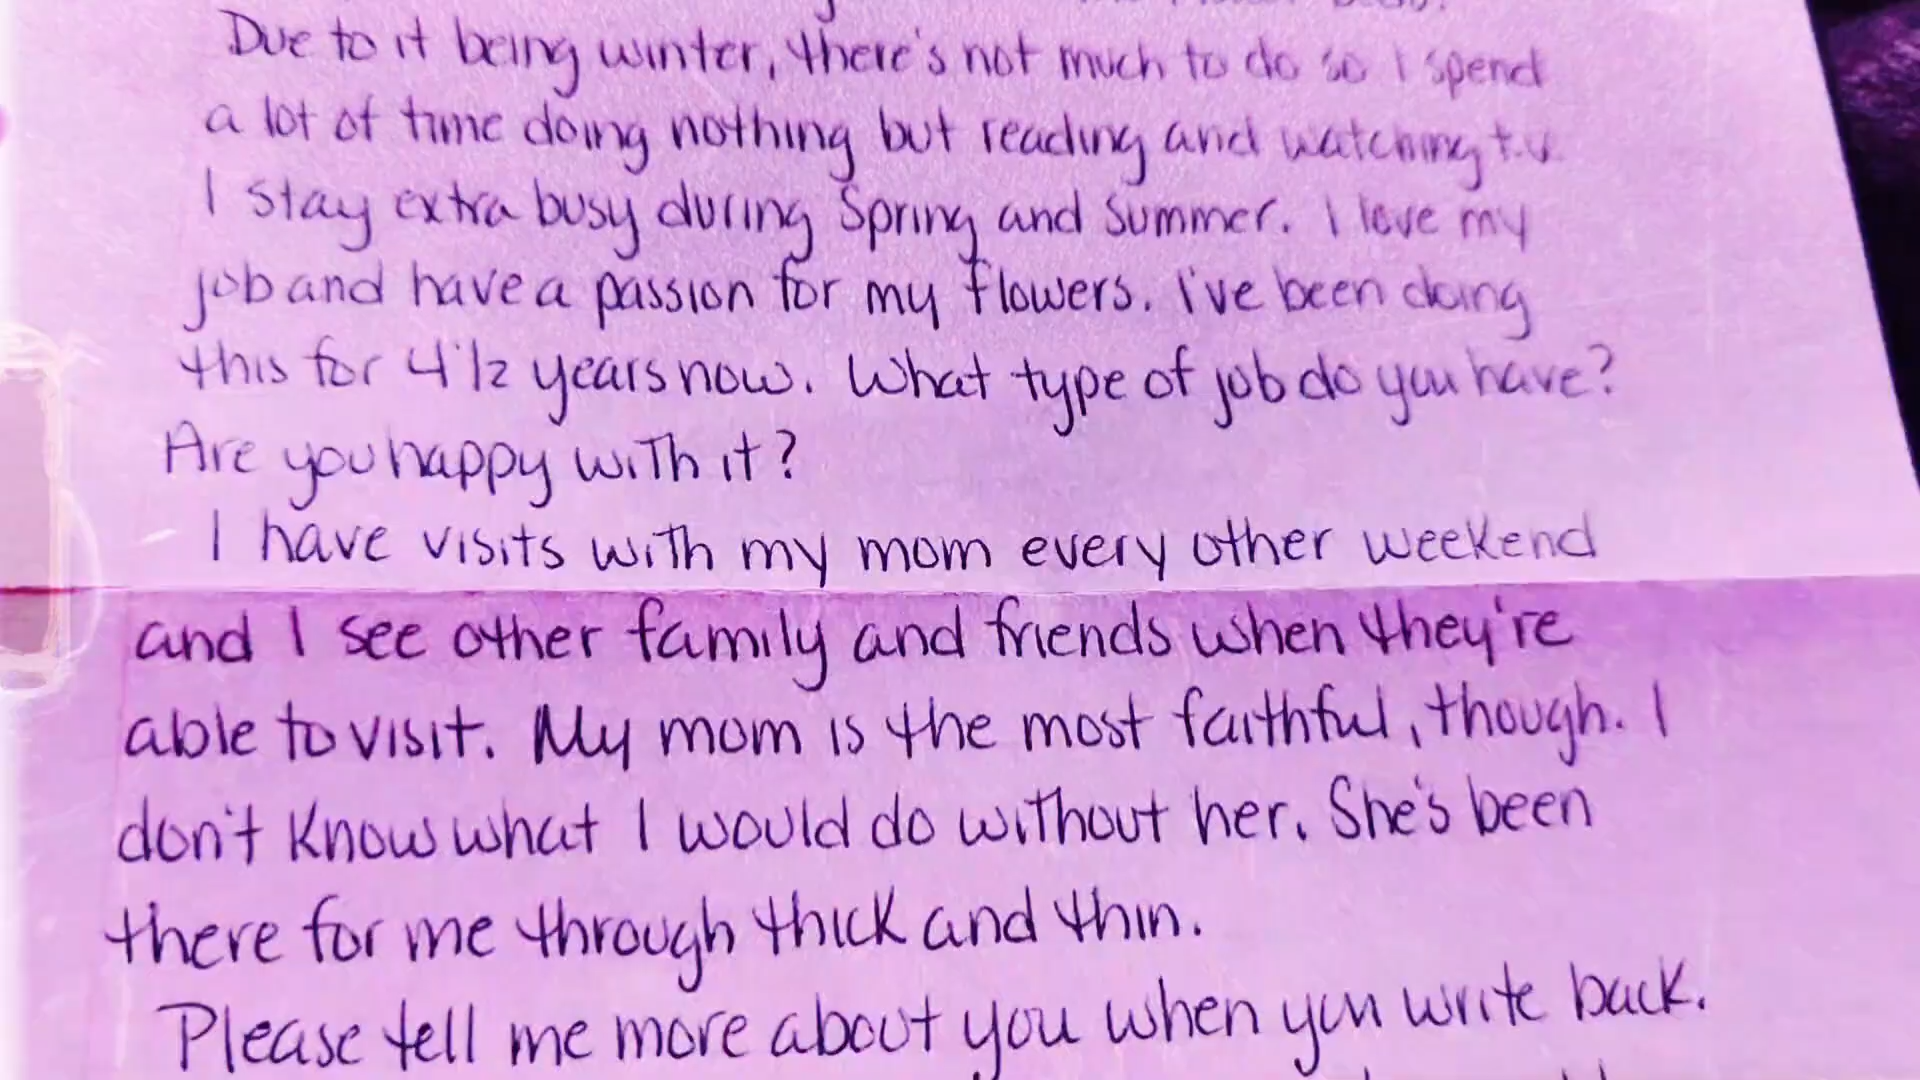 Due to it being winter, there's not much to do so I spend
a lot of time doing nothing but reading and watching t.v.
I stay extra busy during Spring and Summer. I love my
job and have a passion for my flowers. I've been doing
this for 4 1/2 years now. What type of job do you have?
Are you happy with it?
I have visits with my mom every other weekend
and I see other family and friends when they're
able to visit. My mom is the most faithful, though. I
don't know what I would do without her. She's been
there for me through thick and thin.
Please tell me more about you when you write back.